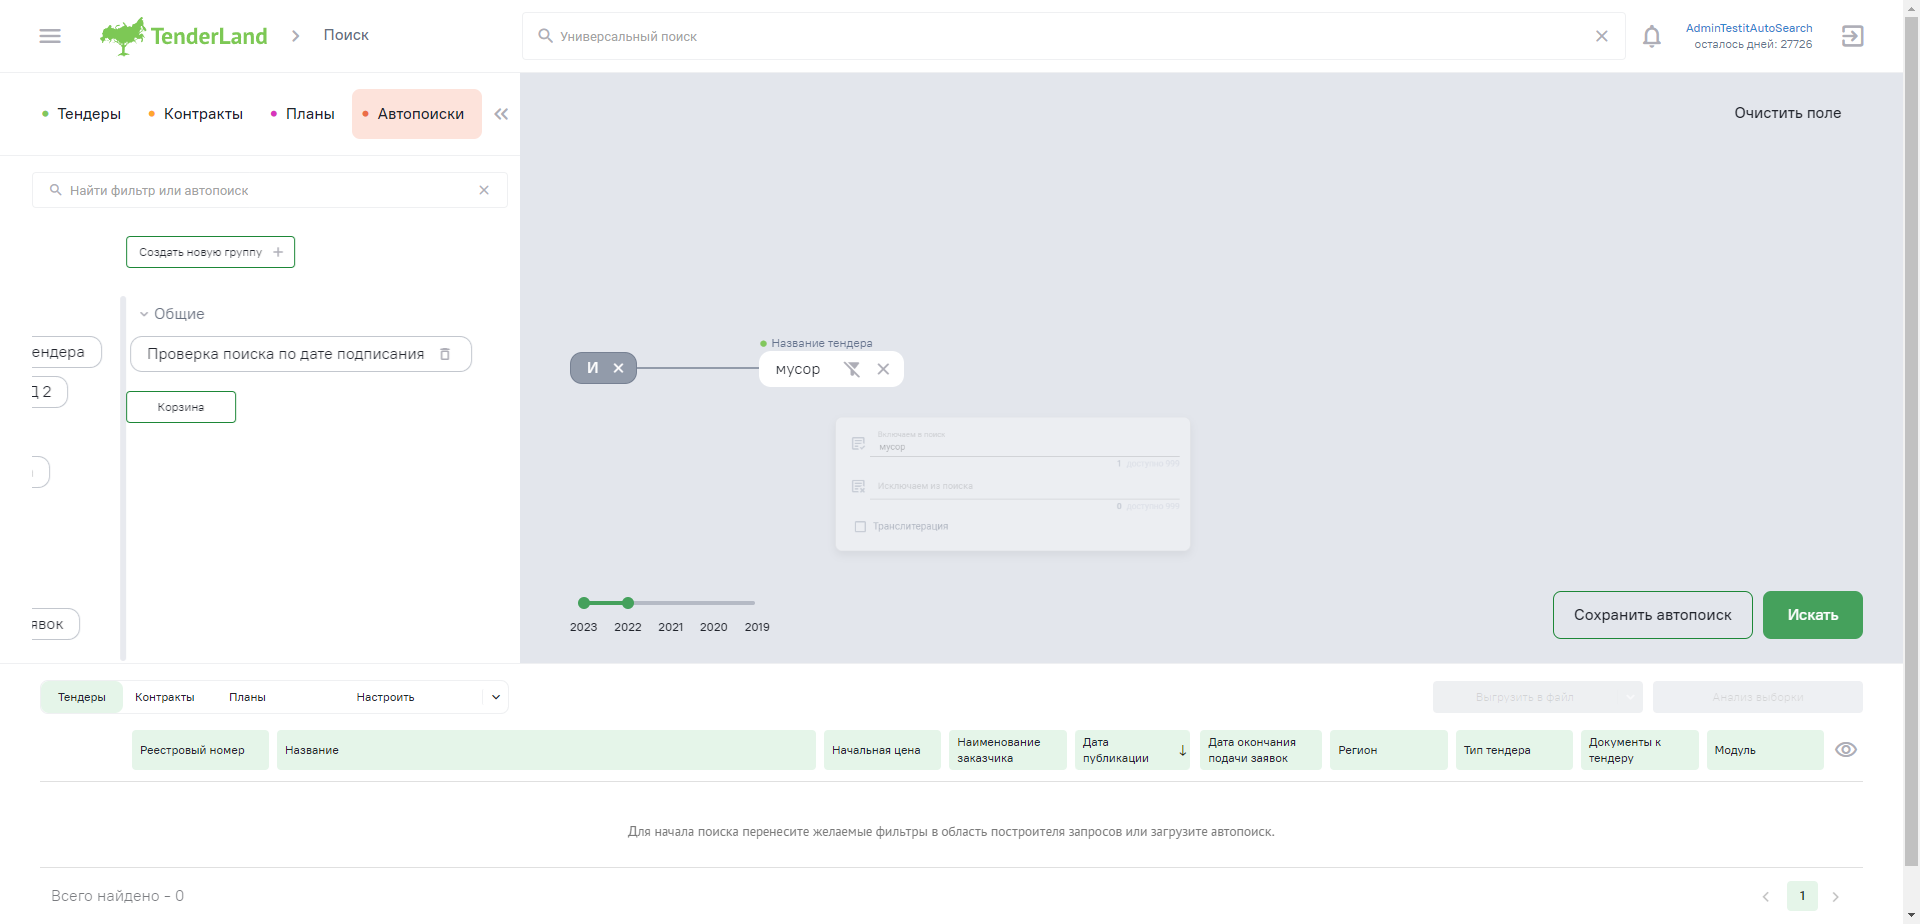 TenderLand
Поиск
Универсальный поиск
AdminTestitAutoSearch
осталось дней: 27726
Тендеры
Контракты
Планы
Автопоиски
Очистить поле
Найти фильтр или автопоиск
Создать новую группу
Общие
ендера
Проверка поиска по дате подписания
Д 2
Корзина
явок
Название тендера
И
мусор
Включаем в поиск
мусор
1 доступно 999
Исключаем из поиска
0 доступно 999
Транслитерация
2023 2022 2021 2020 2019
Сохранить автопоиск
Искать
Тендеры
Контракты
Планы
Настроить
Выгрузить в файл
Анализ выборки
Реестровый номер
Название
Начальная цена
Наименование
заказчика
Дата
публикации
Дата окончания
подачи заявок
Регион
Тип тендера
Документы к
тендеру
Модуль
Для начала поиска перенесите желаемые фильтры в область построителя запросов или загрузите автопоиск.
Всего найдено - 0
1